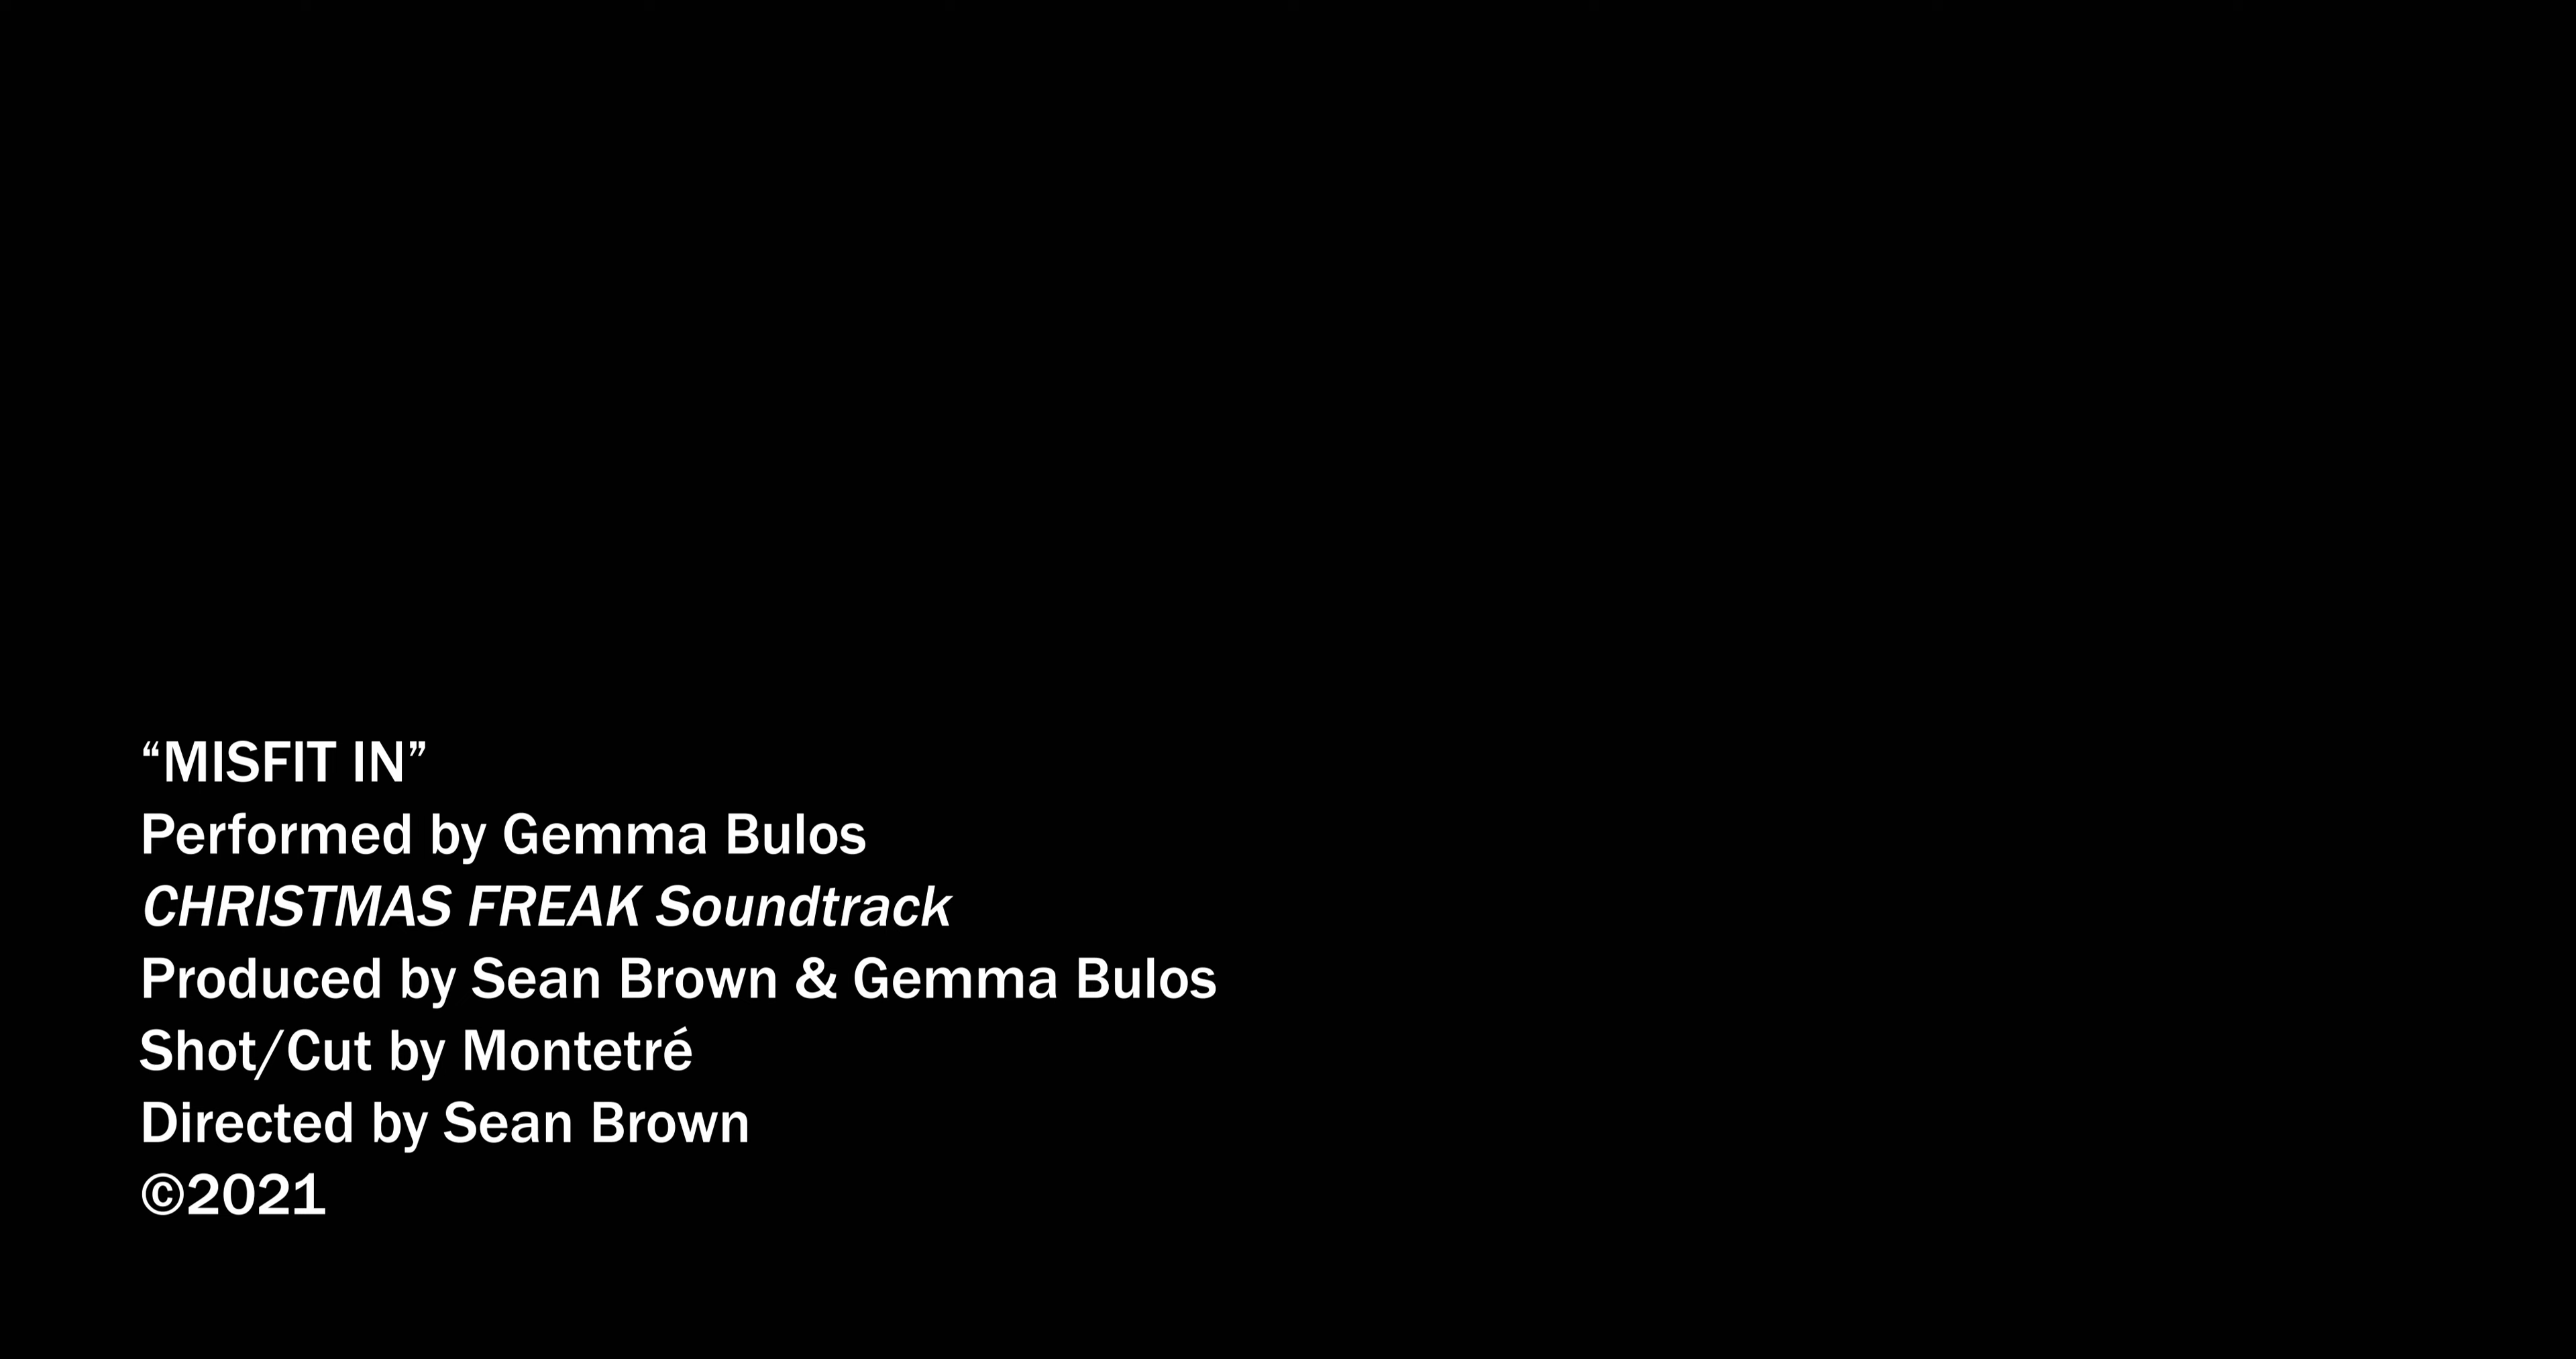 “MISFIT IN”
Performed by Gemma Bulos
CHRISTMAS FREAK Soundtrack
Produced by Sean Brown & Gemma Bulos
Shot/Cut by Montetré
Directed by Sean Brown
©2021